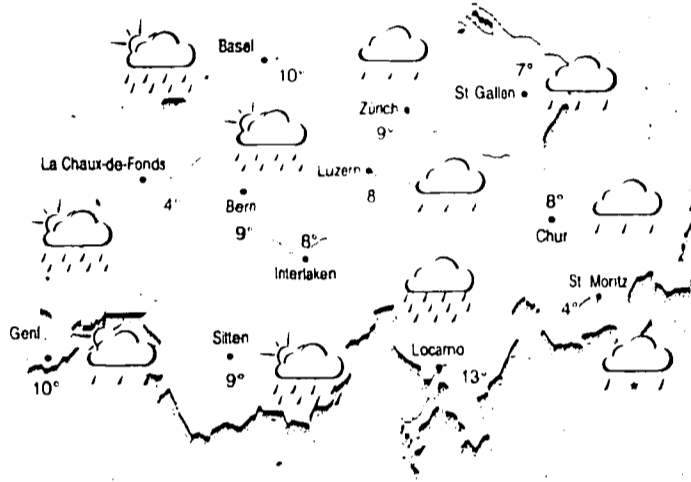 Basel
10°
7°
St Gallen
Zürich
9°
La Chaux-de-Fonds
4°
Luzern
8
Bern
9°
8°
Interlaken
8°
Chur
St Moritz
4°
Genf
10°
Sitten
9°
Locarno
13°